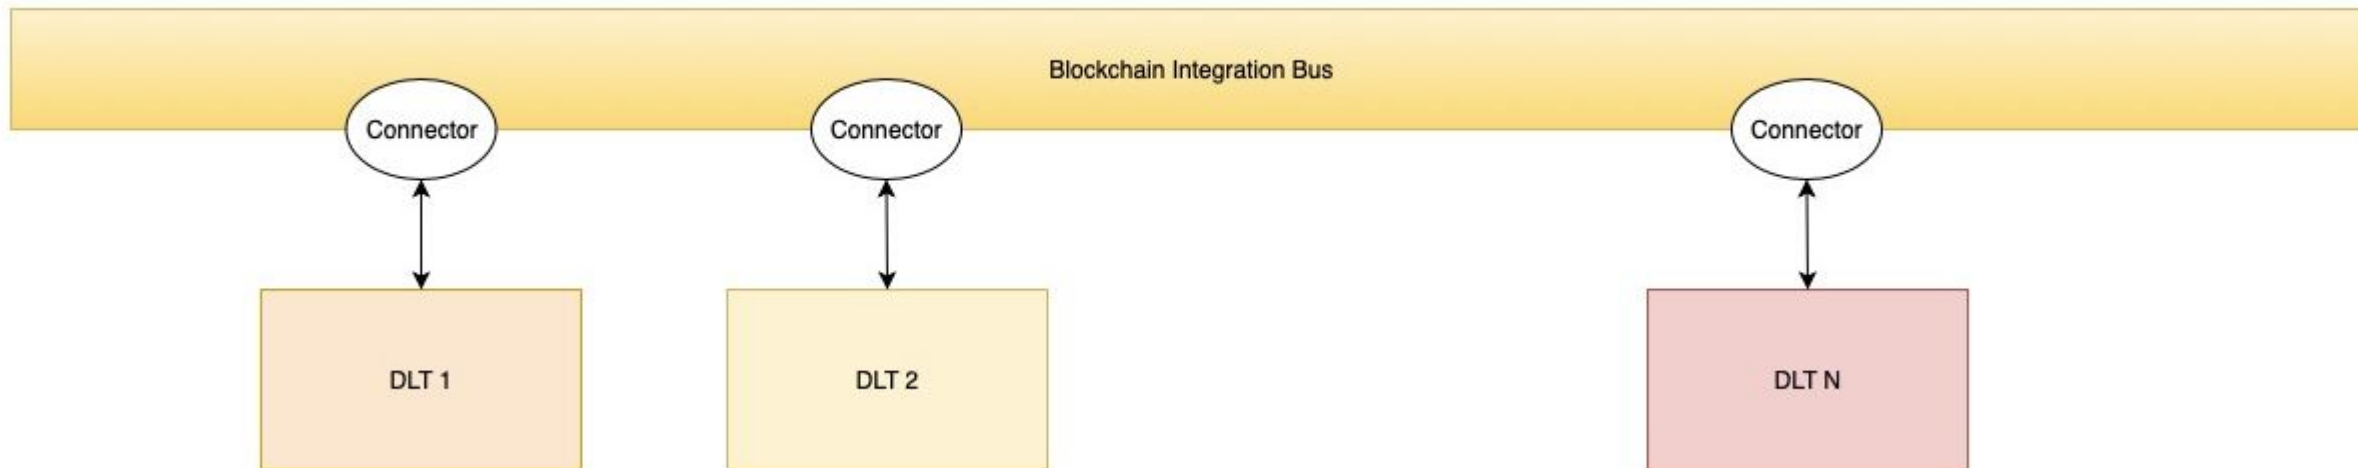 Blockchain Integration Bus
Connector
Connector
Connector
DLT 1
DLT 2
DLT N